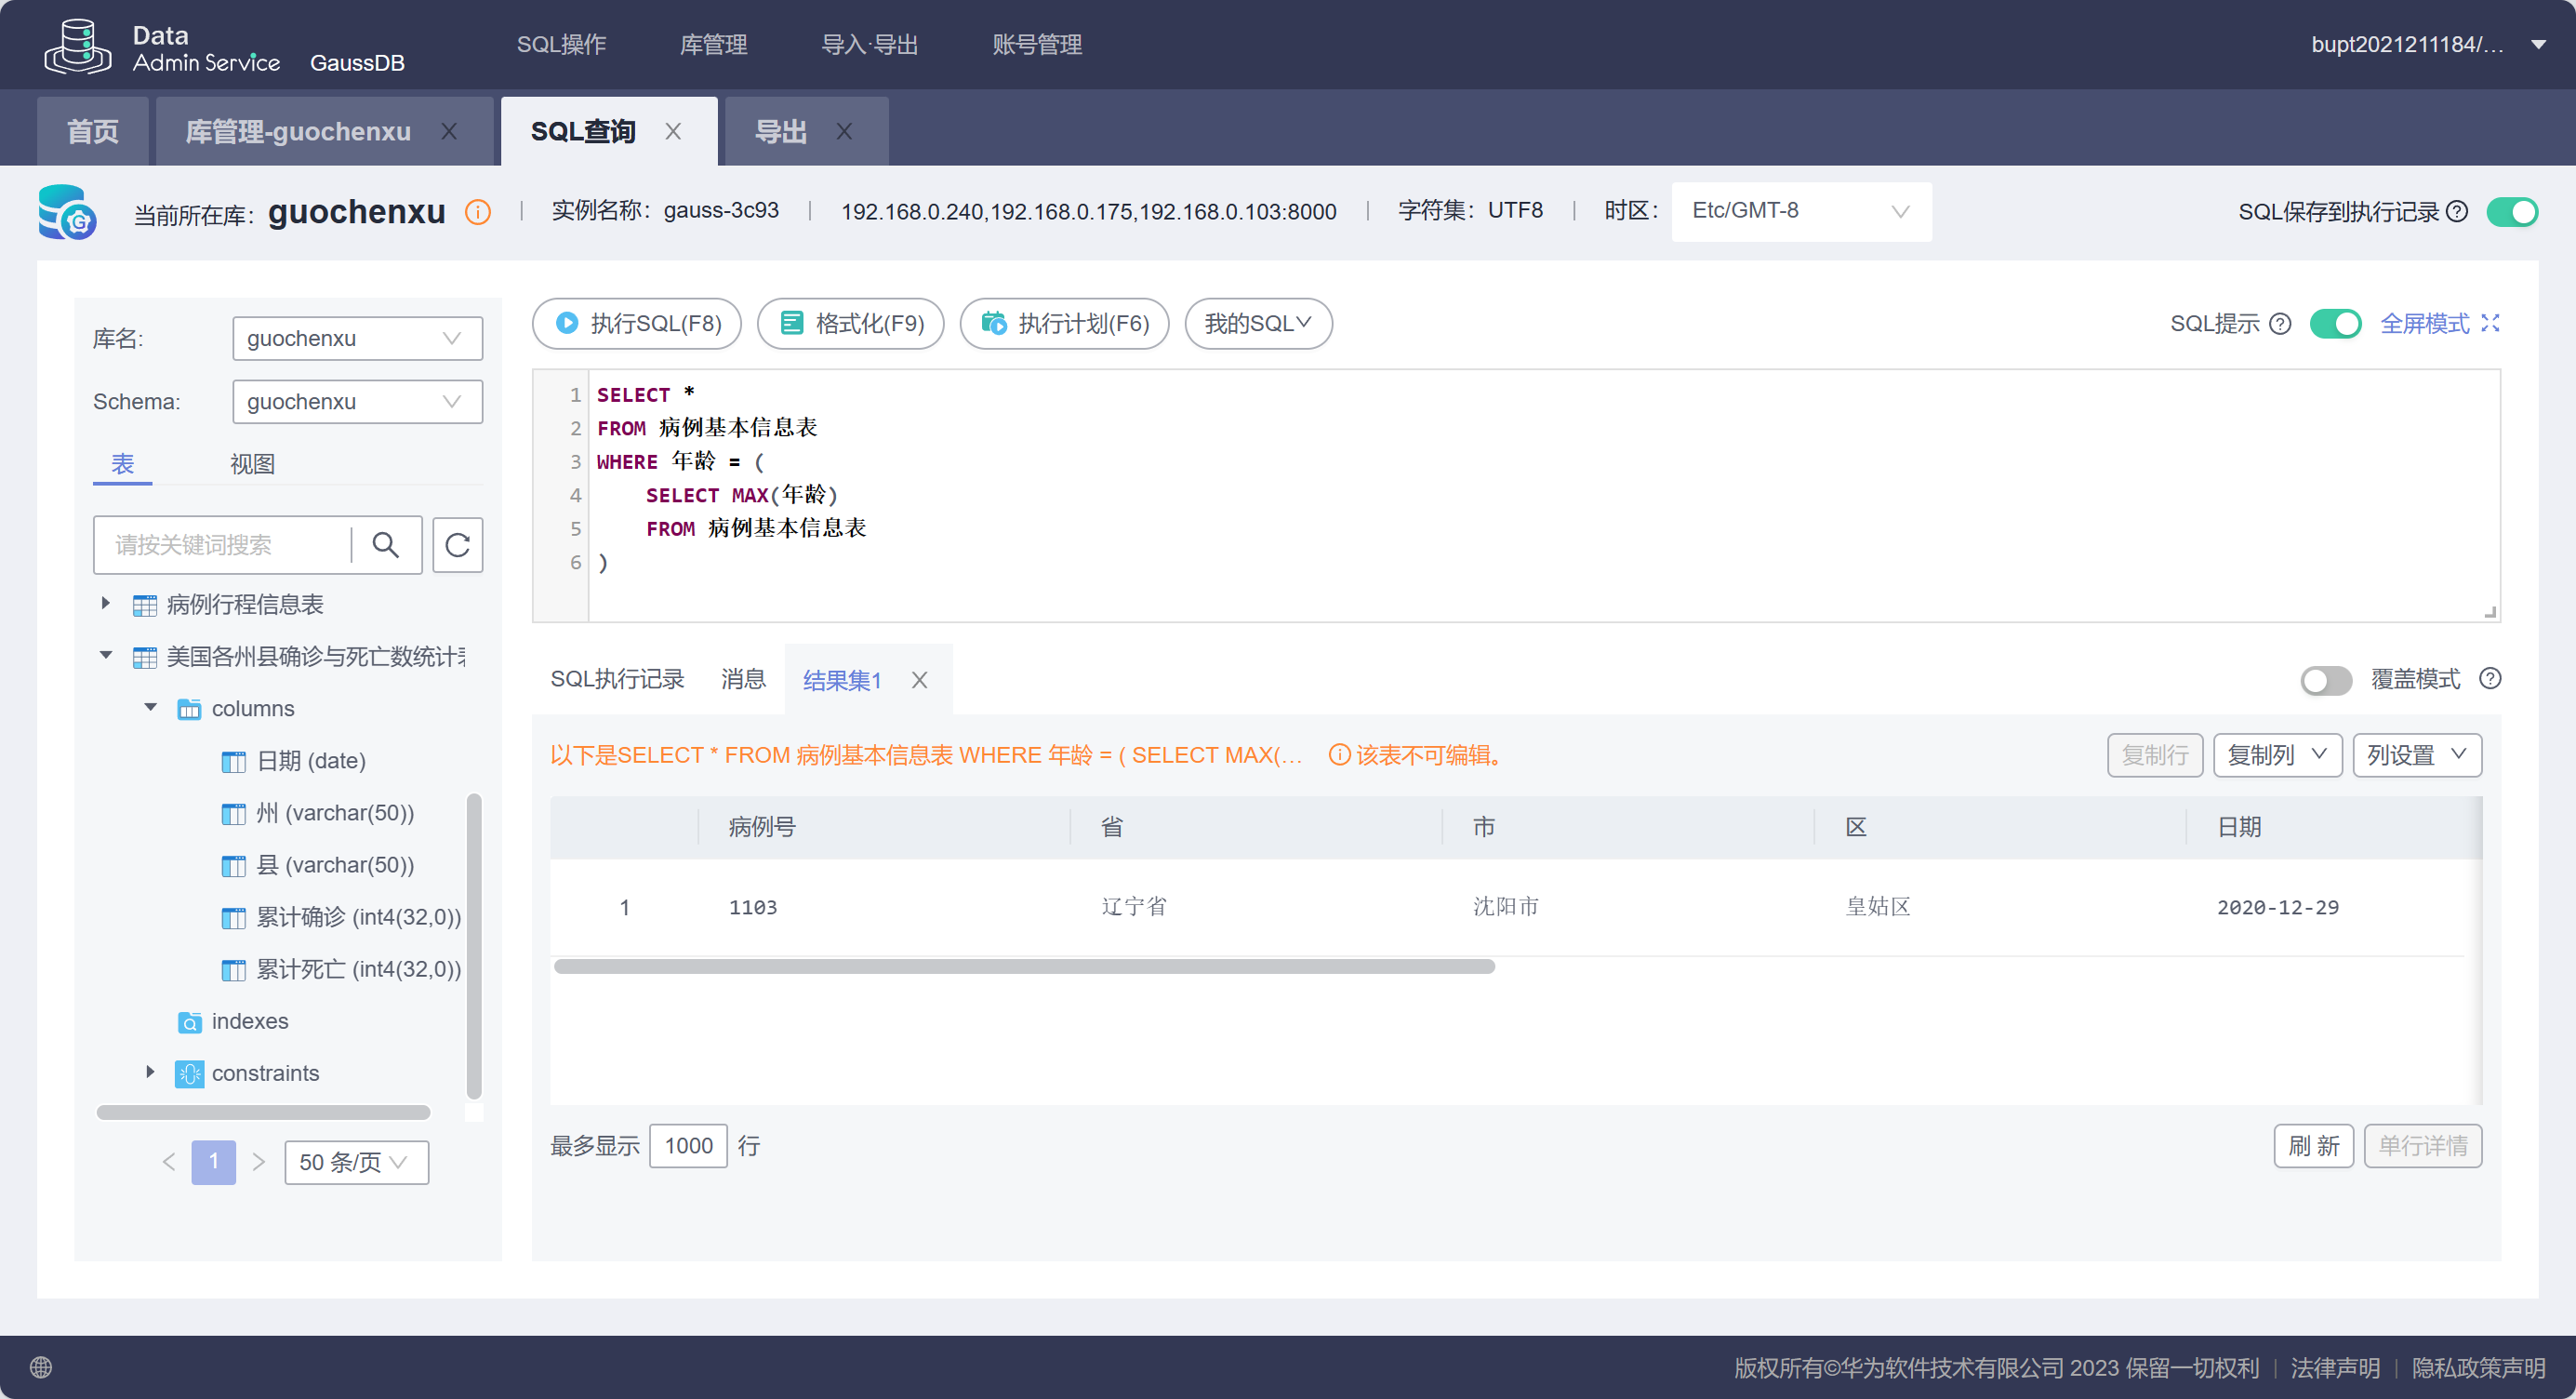 Data
Admin Service GaussDB SQL操作 库管理 导入·导出 账号管理 bupt2021211184/...
首页 库管理-guochenxu SQL查询 导出
当前所在库: guochenxu 实例名称: gauss-3c93 192.168.0.240,192.168.0.175,192.168.0.103:8000 字符集: UTF8 时区: Etc/GMT-8 SQL保存到执行记录
库名: guochenxu
Schema: guochenxu
表 视图
请按关键词搜索
病例行程信息表
美国各州县确诊与死亡数统计
columns
日期 (date)
州 (varchar(50))
县 (varchar(50))
累计确诊 (int4(32,0))
累计死亡 (int4(32,0))
indexes
constraints
1 50 条/页
执行SQL(F8) 格式化(F9) 执行计划(F6) 我的SQL SQL提示 全屏模式
1 SELECT *
2 FROM 病例基本信息表
3 WHERE 年龄 = (
4 SELECT MAX(年龄)
5 FROM 病例基本信息表
6 )
SQL执行记录 消息 结果集1 覆盖模式
以下是SELECT * FROM 病例基本信息表 WHERE 年龄 = ( SELECT MAX(... 该表不可编辑。 复制行 复制列 列设置
病例号 省 市 区 日期
1 1103 辽宁省 沈阳市 皇姑区 2020-12-29
最多显示 1000 行 刷 新 单行详情
版权所有©华为软件技术有限公司 2023 保留一切权利 | 法律声明 | 隐私政策声明